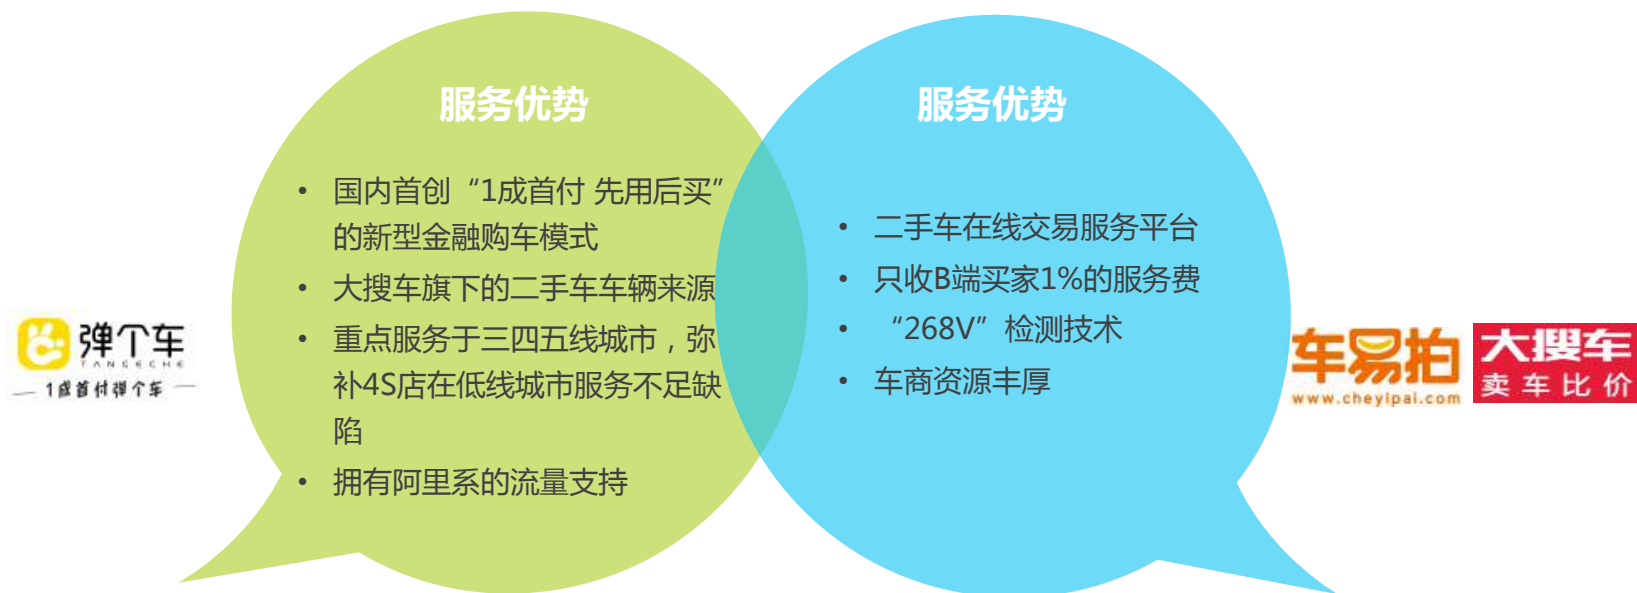 服务优势
• 国内首创“1成首付 先用后买”
的新型金融购车模式
• 大搜车旗下的二手车车辆来源
• 重点服务于三四五线城市，弥
补4S店在低线城市服务不足缺
陷
• 拥有阿里系的流量支持
弹个车
TANGECHE
— 1成首付弹个车 —
服务优势
• 二手车在线交易服务平台
• 只收B端买家1%的服务费
• “268V”检测技术
• 车商资源丰厚
车易拍
www.cheyipai.com
大搜车
卖车比价